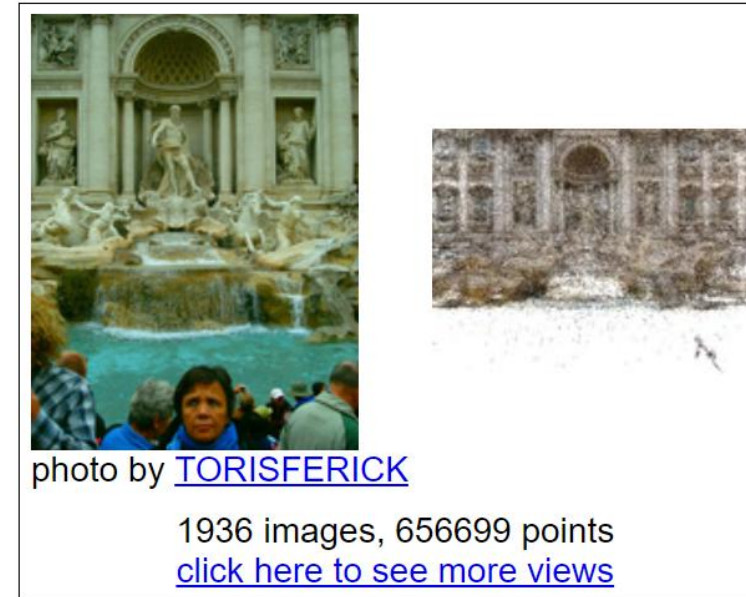 photo by TORISFERICK
1936 images, 656699 points
click here to see more views